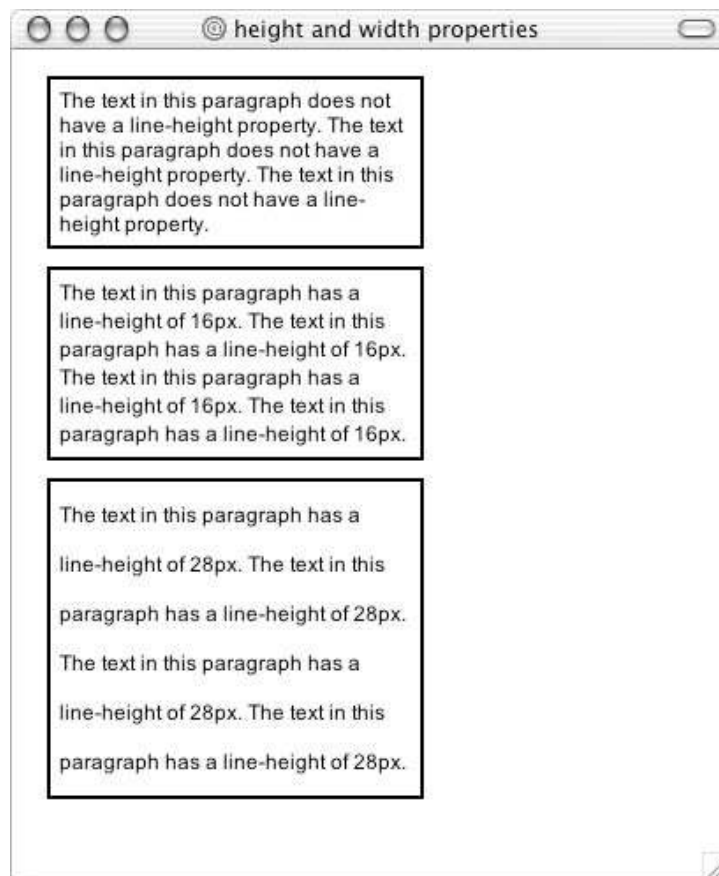 height and width properties
The text in this paragraph does not
have a line-height property. The text
in this paragraph does not have a
line-height property. The text in this
paragraph does not have a line-
height property.
The text in this paragraph has a
line-height of 16px. The text in this
paragraph has a line-height of 16px.
The text in this paragraph has a
line-height of 16px. The text in this
paragraph has a line-height of 16px.
The text in this paragraph has a
line-height of 28px. The text in this
paragraph has a line-height of 28px.
The text in this paragraph has a
line-height of 28px. The text in this
paragraph has a line-height of 28px.